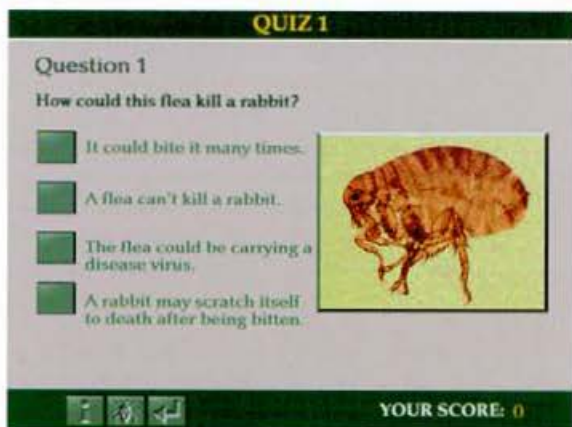 QUIZ 1
Question 1
How could this flea kill a rabbit?
It could bite it many times.
A flea can't kill a rabbit.
The flea could be carrying a
disease virus.
A rabbit may scratch itself
to death after being bitten.
i
YOUR SCORE: 0